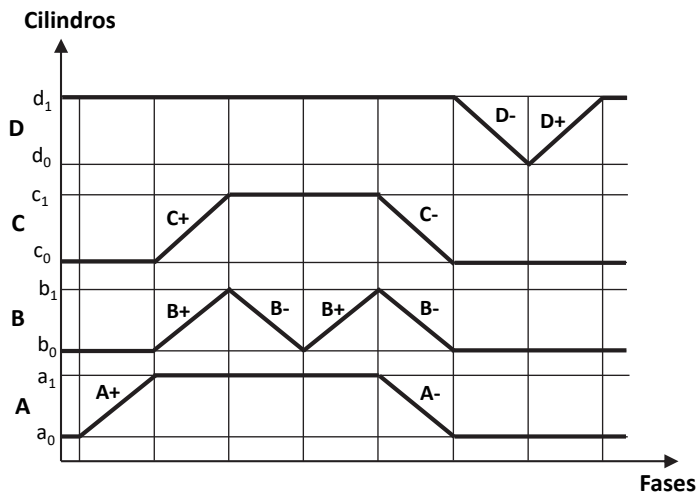 Cilindros
d₁
D
D- D+
d₀
c₁
C
C+ C-
c₀
b₁
B
B+ B- B+ B-
b₀
a₁
A
A+ A-
a₀
Fases